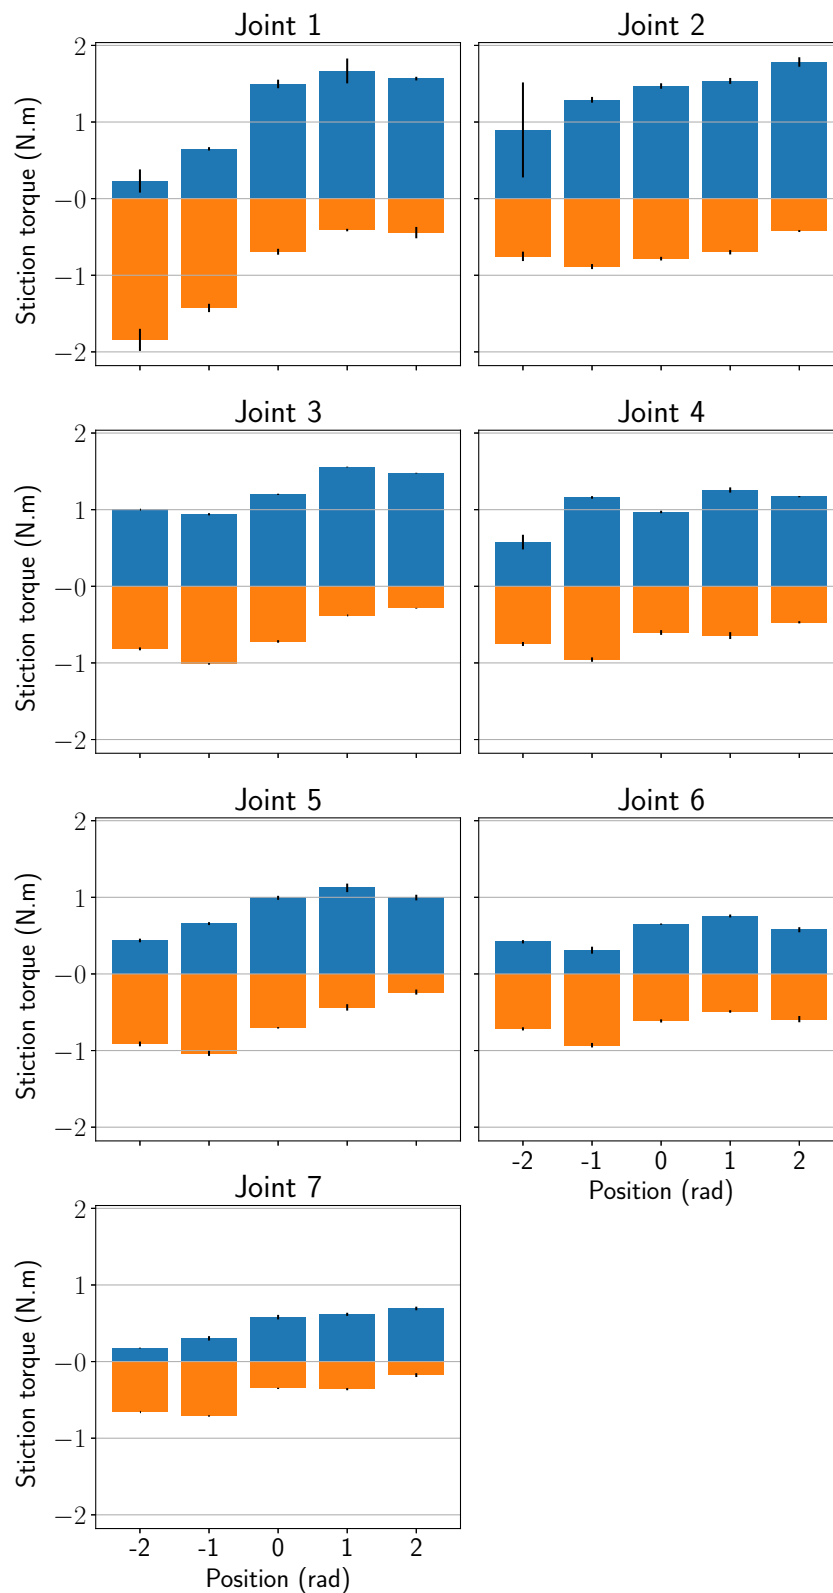 Joint 1
Joint 2
Stiction torque (N.m)
2
1
−0
−1
−2
Joint 3
Joint 4
Stiction torque (N.m)
2
1
−0
−1
−2
Joint 5
Joint 6
Stiction torque (N.m)
2
1
−0
−1
−2
-2 -1 0 1 2
Position (rad)
Joint 7
Stiction torque (N.m)
2
1
−0
−1
−2
-2 -1 0 1 2
Position (rad)